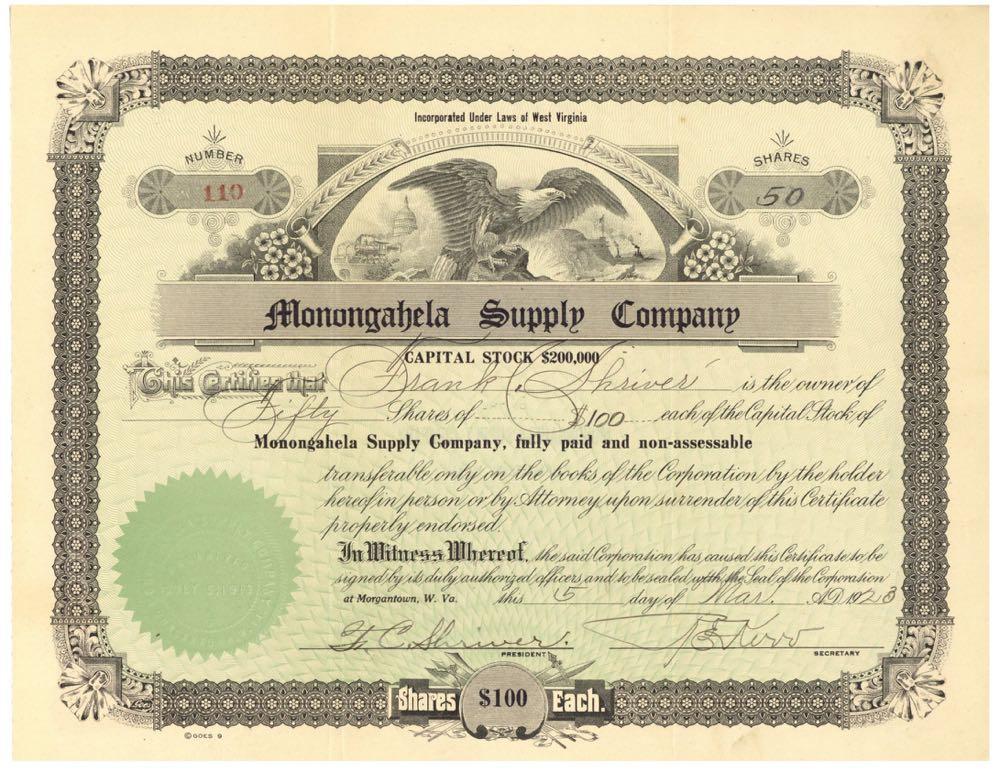 Incorporated Under Laws of West Virginia
NUMBER
110
SHARES
50
Monongahela Supply Company
CAPITAL STOCK $200,000
This Certifies that Frank C. Shriver is the owner of
Fifty Shares of $100 each of the Capital Stock of
Monongahela Supply Company, fully paid and non-assessable
transferable only on the books of the Corporation by the holder
hereof in person or by Attorney upon surrender of this Certificate
properly endorsed.
In Witness Whereof, the said Corporation has caused this Certificate to be
signed by its duly authorized officers and to be sealed with the Seal of the Corporation
at Morgantown, W. Va. this 15 day of Mar. A.D. 1923
F. C. Shriver.
PRESIDENT
SECRETARY
Shares $100 Each.
© GOES 9